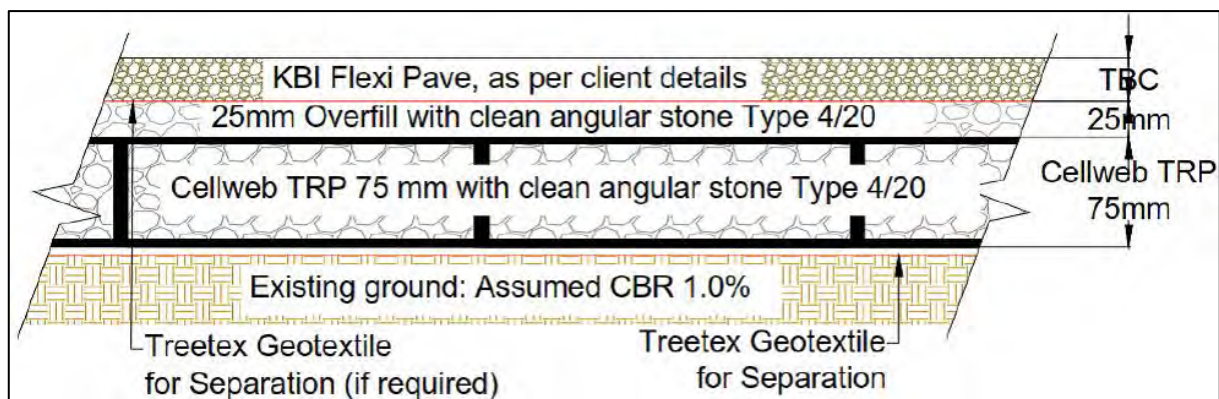 KBI Flexi Pave, as per client details
TBC
25mm Overfill with clean angular stone Type 4/20
25mm
Cellweb TRP 75 mm with clean angular stone Type 4/20
Cellweb TRP
75mm
Existing ground: Assumed CBR 1.0%
Treetex Geotextile
for Separation (if required)
Treetex Geotextile
for Separation